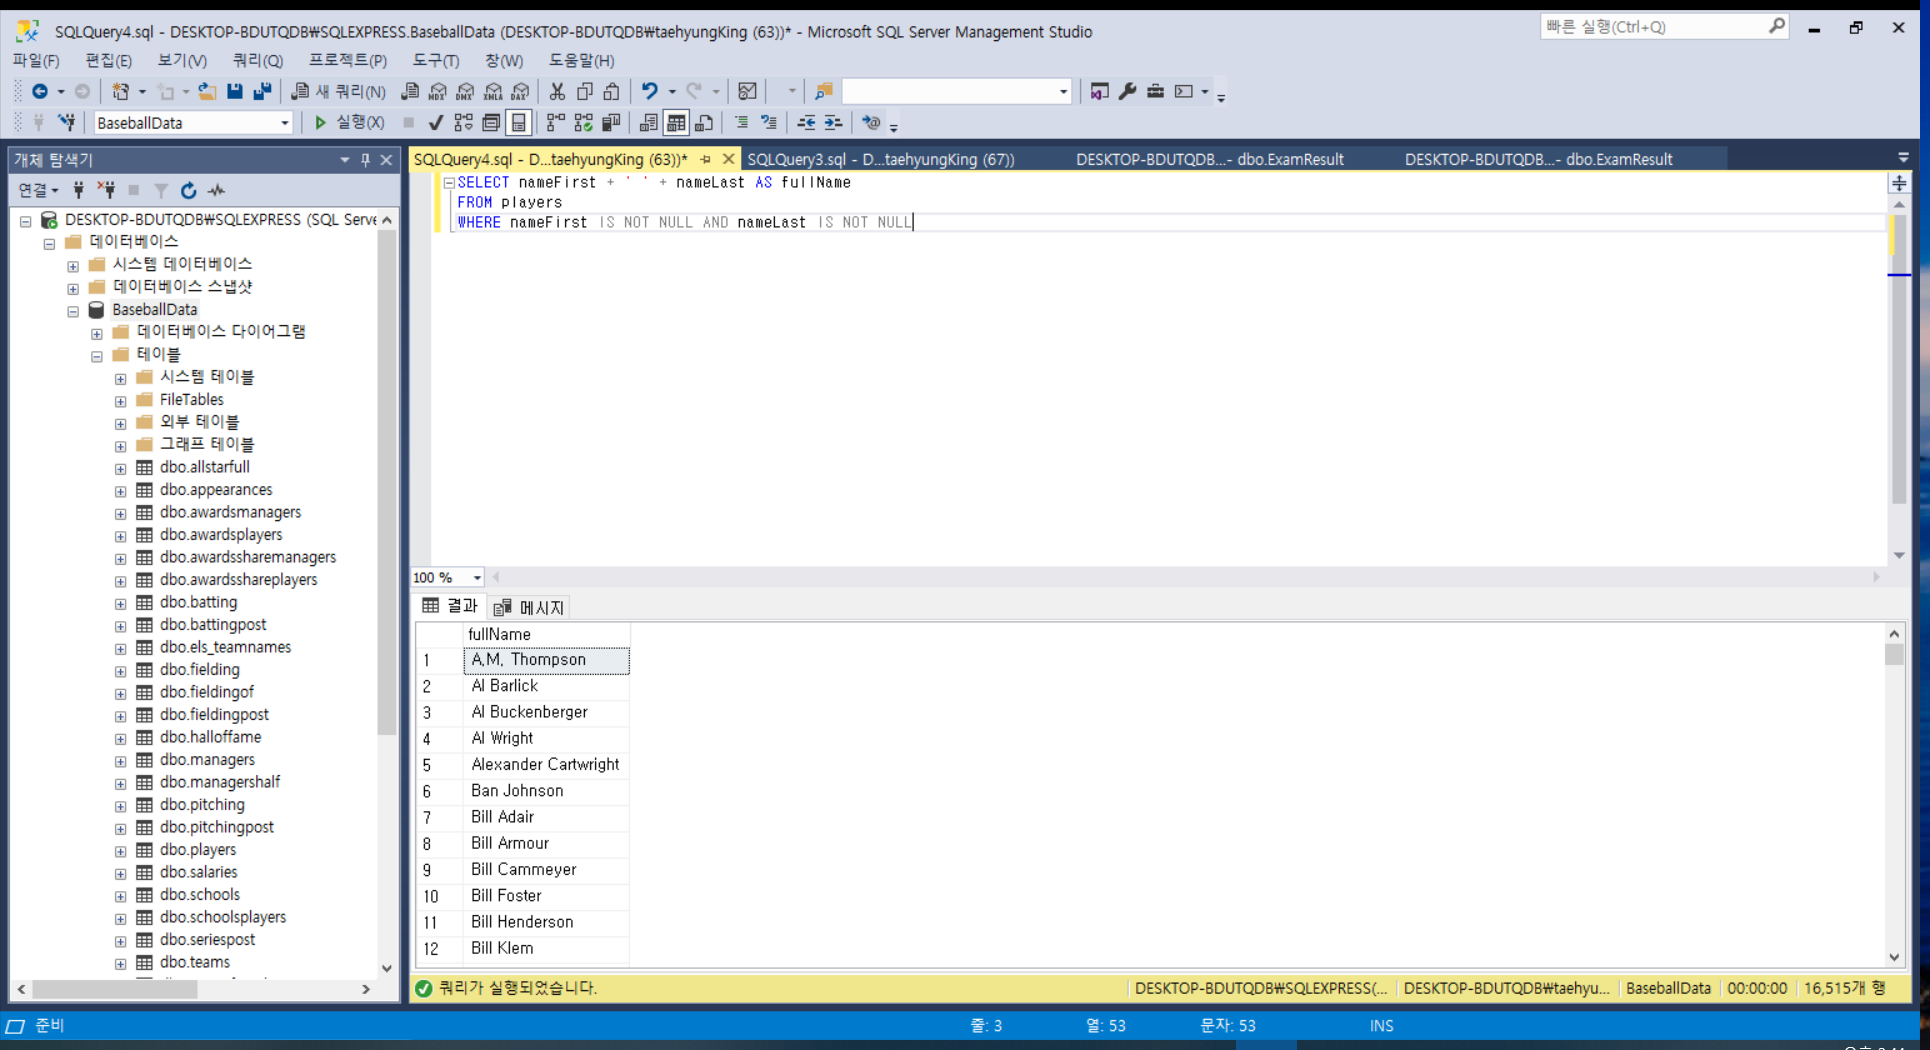 SQLQuery4.sql - DESKTOP-BDUTQDB₩SQLEXPRESS.BaseballData (DESKTOP-BDUTQDB₩taehyungKing (63))* - Microsoft SQL Server Management Studio
빠른 실행(Ctrl+Q)
파일(F) 편집(E) 보기(V) 쿼리(Q) 프로젝트(P) 도구(T) 창(W) 도움말(H)
새 쿼리(N) MDX DMX XMLA DAX
BaseballData 실행(X)
개체 탐색기
SQLQuery4.sql - D...taehyungKing (63))* SQLQuery3.sql - D...taehyungKing (67)) DESKTOP-BDUTQDB...- dbo.ExamResult DESKTOP-BDUTQDB...- dbo.ExamResult
연결
DESKTOP-BDUTQDB₩SQLEXPRESS (SQL Serve
데이터베이스
시스템 데이터베이스
데이터베이스 스냅샷
BaseballData
데이터베이스 다이어그램
테이블
시스템 테이블
FileTables
외부 테이블
그래프 테이블
dbo.allstarfull
dbo.appearances
dbo.awardsmanagers
dbo.awardsplayers
dbo.awardssharemanagers
dbo.awardsshareplayers
dbo.batting
dbo.battingpost
dbo.els_teamnames
dbo.fielding
dbo.fieldingof
dbo.fieldingpost
dbo.halloffame
dbo.managers
dbo.managershalf
dbo.pitching
dbo.pitchingpost
dbo.players
dbo.salaries
dbo.schools
dbo.schoolsplayers
dbo.seriespost
dbo.teams
SELECT nameFirst + ' ' + nameLast AS fullName
FROM players
WHERE nameFirst IS NOT NULL AND nameLast IS NOT NULL
100 %
결과 메시지
fullName
1 A.M. Thompson
2 Al Barlick
3 Al Buckenberger
4 Al Wright
5 Alexander Cartwright
6 Ban Johnson
7 Bill Adair
8 Bill Armour
9 Bill Cammeyer
10 Bill Foster
11 Bill Henderson
12 Bill Klem
쿼리가 실행되었습니다. DESKTOP-BDUTQDB₩SQLEXPRESS(... DESKTOP-BDUTQDB₩taehyu... BaseballData 00:00:00 16,515개 행
준비 줄: 3 열: 53 문자: 53 INS